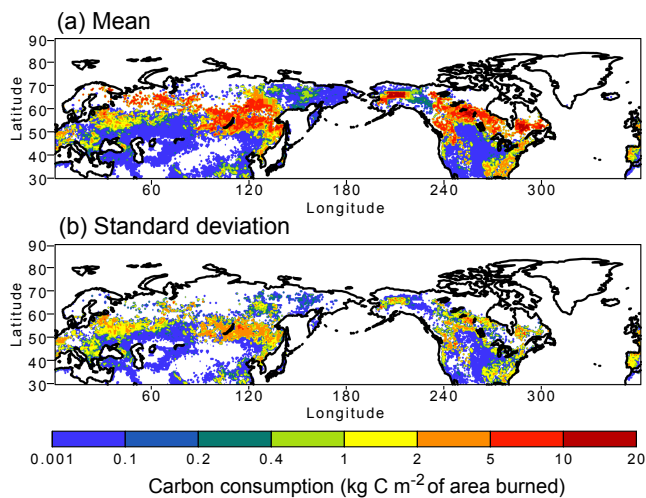 (a) Mean
90
80
70
60
50
40
30
Latitude
60 120 180 240 300
Longitude
(b) Standard deviation
90
80
70
60
50
40
30
Latitude
60 120 180 240 300
Longitude
0.001 0.1 0.2 0.4 1 2 5 10 20
Carbon consumption (kg C m⁻² of area burned)